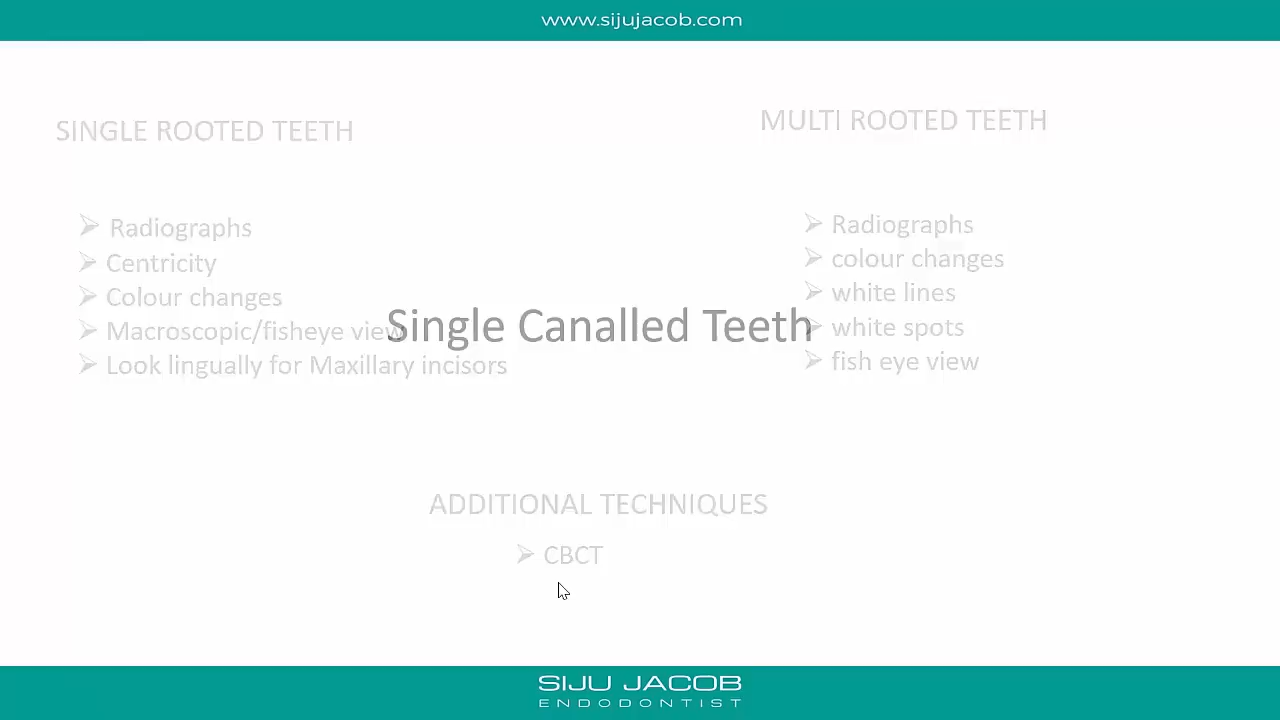 www.sijujacob.com
SINGLE ROOTED TEETH
Radiographs
Centricity
Colour changes
Macroscopic/fisheye view
Look lingually for Maxillary incisors
MULTI ROOTED TEETH
Radiographs
colour changes
white lines
white spots
fish eye view
Single Canalled Teeth
ADDITIONAL TECHNIQUES
CBCT
SIJU JACOB
ENDODONTIST